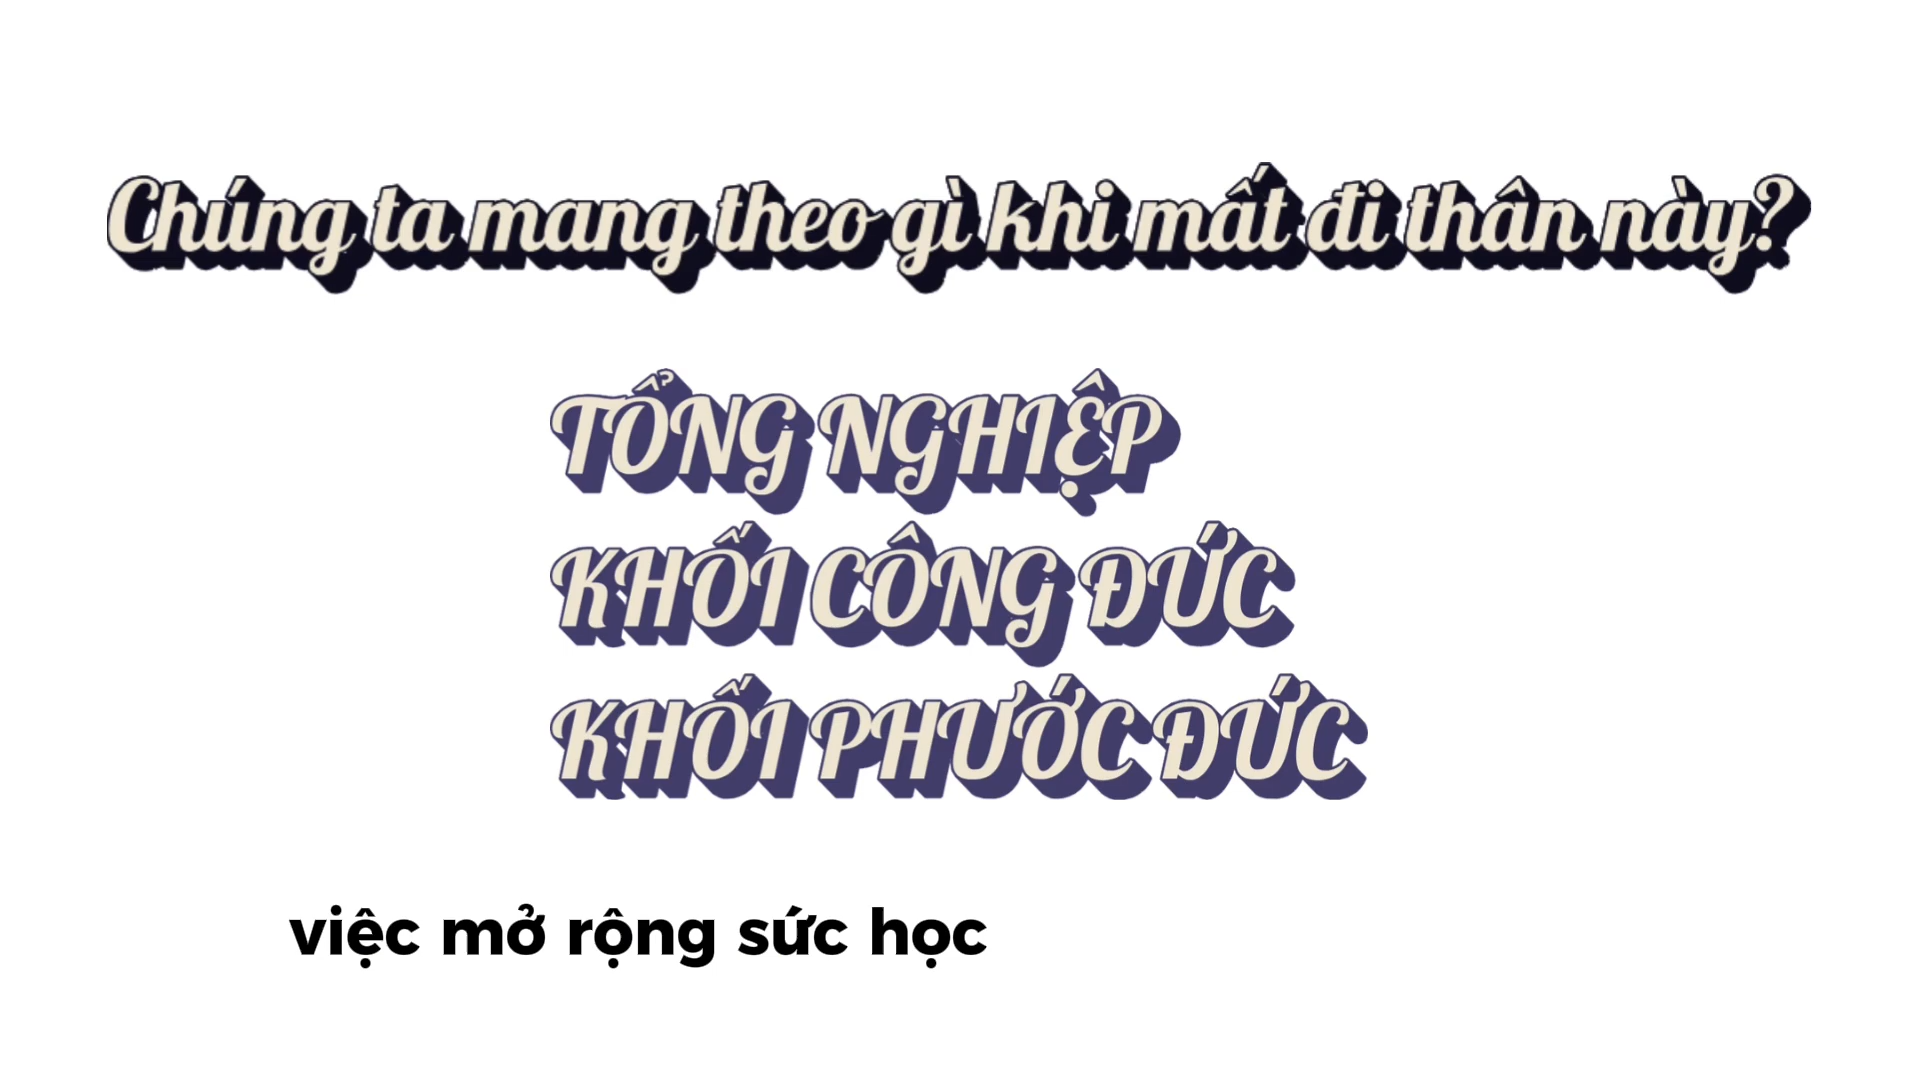 Chúng ta mang theo gì khi mất đi thân này?
TỔNG NGHIỆP
KHỐI CÔNG ĐỨC
KHỐI PHƯỚC ĐỨC
việc mở rộng sức học